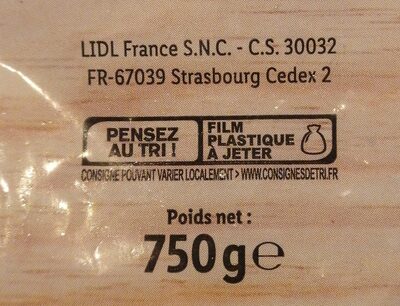 LIDL France S.N.C. - C.S. 30032
FR-67039 Strasbourg Cedex 2
PENSEZ
AU TRI !
FILM
PLASTIQUE
À JETER
CONSIGNE POUVANT VARIER LOCALEMENT > WWW.CONSIGNESDETRI.FR
Poids net :
750 g e